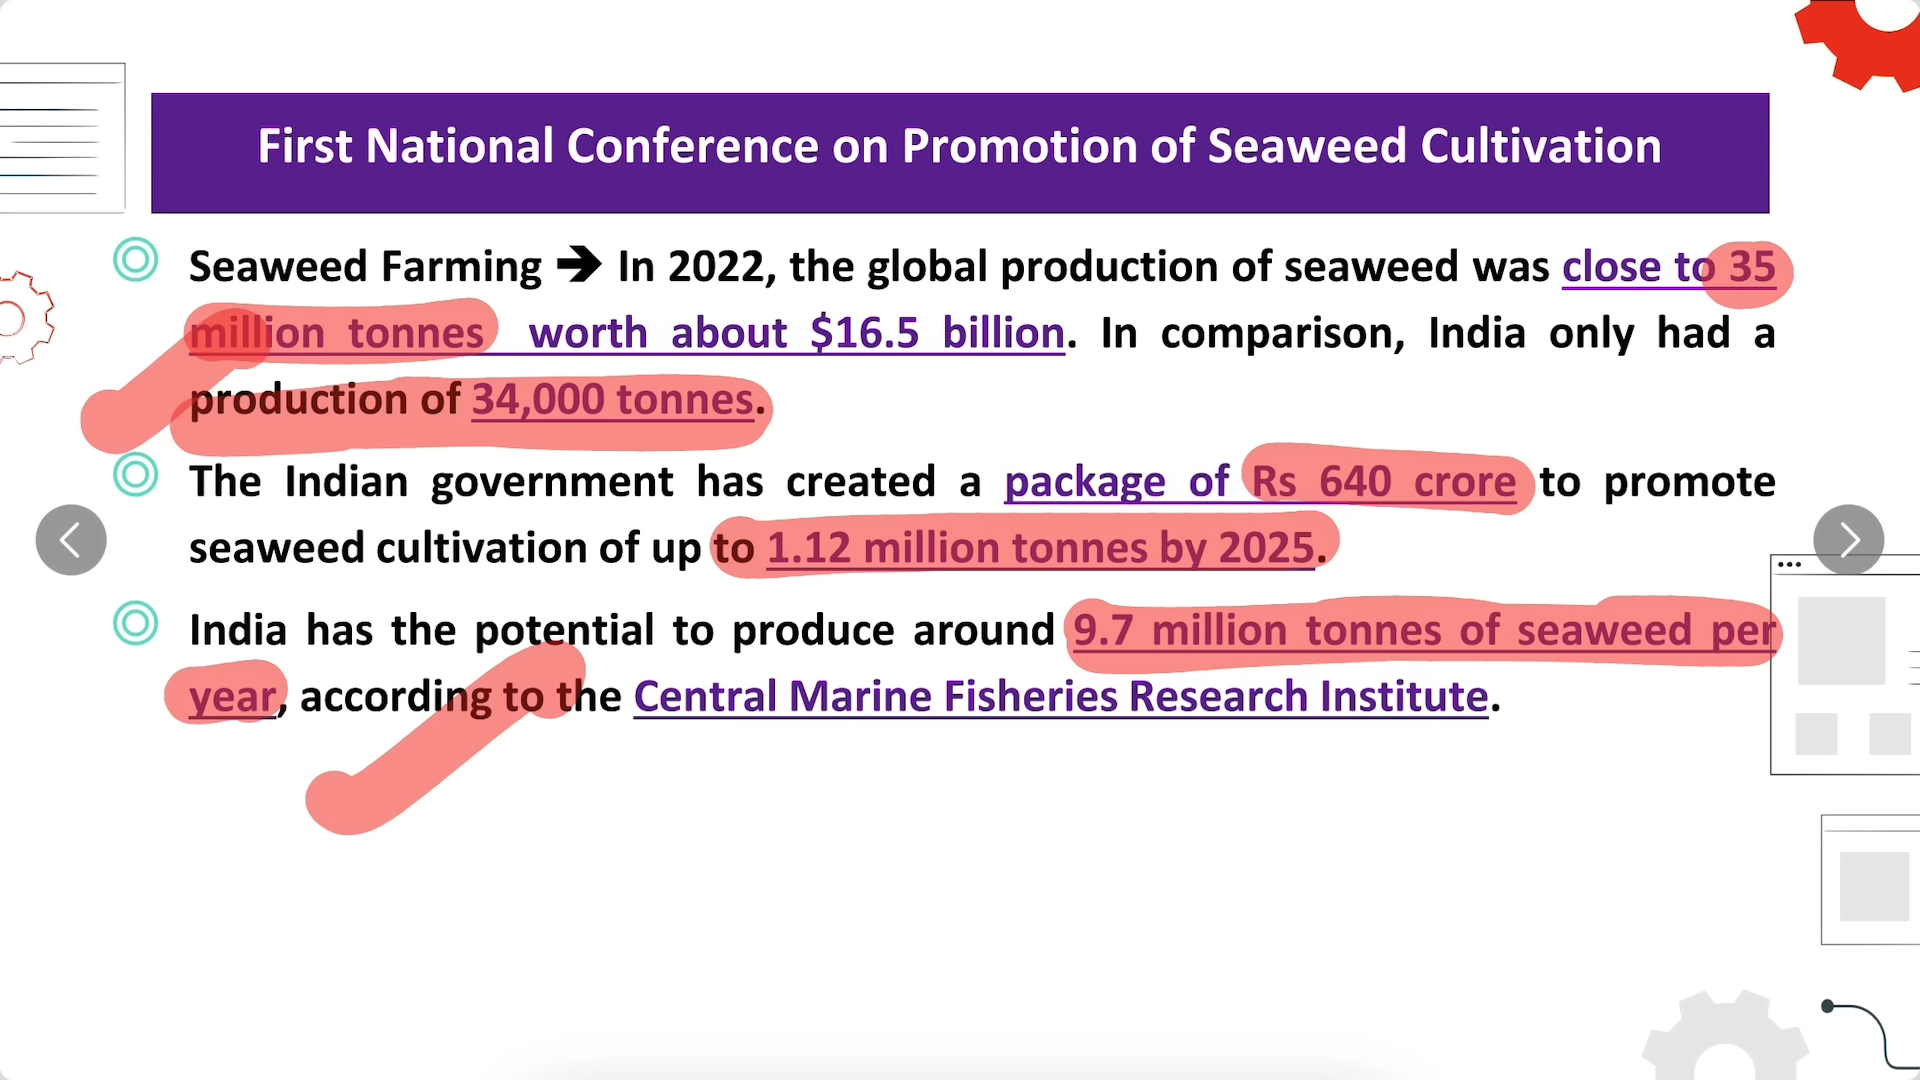 First National Conference on Promotion of Seaweed Cultivation
Seaweed Farming ➔ In 2022, the global production of seaweed was close to 35
million tonnes worth about $16.5 billion. In comparison, India only had a
production of 34,000 tonnes.
The Indian government has created a package of Rs 640 crore to promote
seaweed cultivation of up to 1.12 million tonnes by 2025.
India has the potential to produce around 9.7 million tonnes of seaweed per
year, according to the Central Marine Fisheries Research Institute.